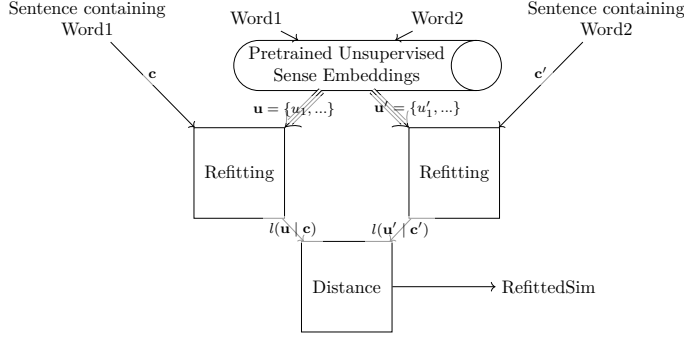 Sentence containing
Word1
Word1
Word2
Sentence containing
Word2
Pretrained Unsupervised
Sense Embeddings
c
c′
u = {u₁, ...}
u′ = {u′₁, ...}
Refitting
Refitting
l(u | c)
l(u′ | c′)
Distance
RefittedSim